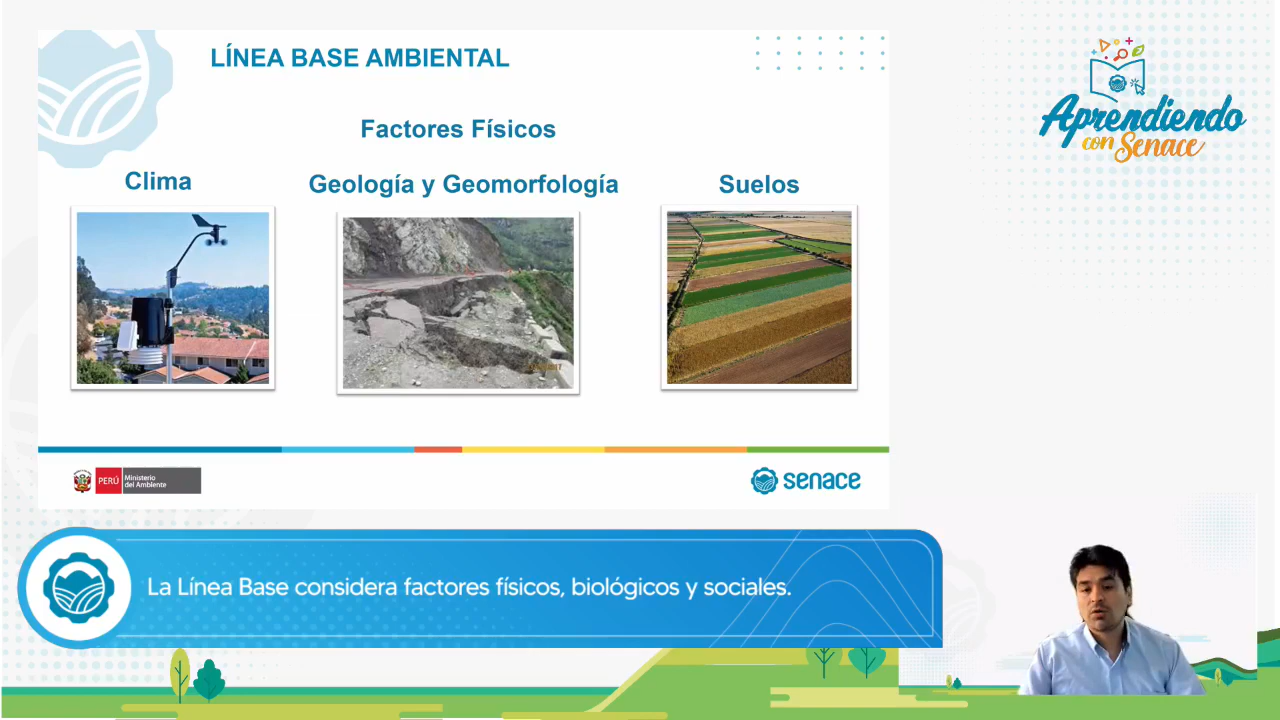 LÍNEA BASE AMBIENTAL
Factores Físicos
Clima
Geología y Geomorfología
Suelos
PERÚ
Ministerio
del Ambiente
senace
La Línea Base considera factores físicos, biológicos y sociales.
Aprendiendo
con Senace